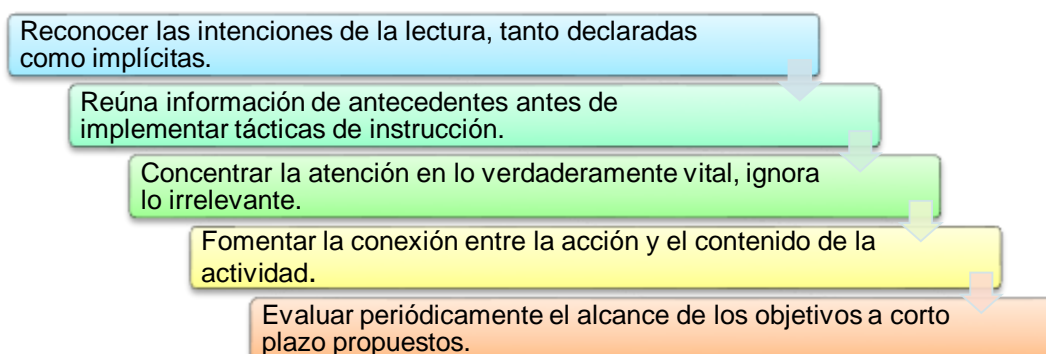 Reconocer las intenciones de la lectura, tanto declaradas
como implícitas.
Reúna información de antecedentes antes de
implementar tácticas de instrucción.
Concentrar la atención en lo verdaderamente vital, ignora
lo irrelevante.
Fomentar la conexión entre la acción y el contenido de la
actividad.
Evaluar periódicamente el alcance de los objetivos a corto
plazo propuestos.